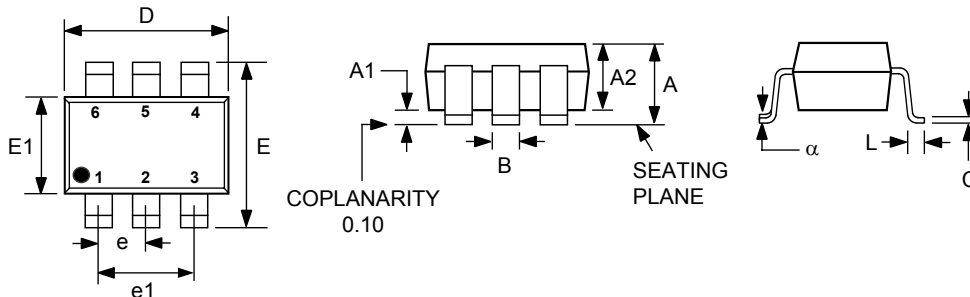 D
6 5 4
1 2 3
E1
E
e
e1
A1
A2
A
B
COPLANARITY
0.10
SEATING
PLANE
α
L